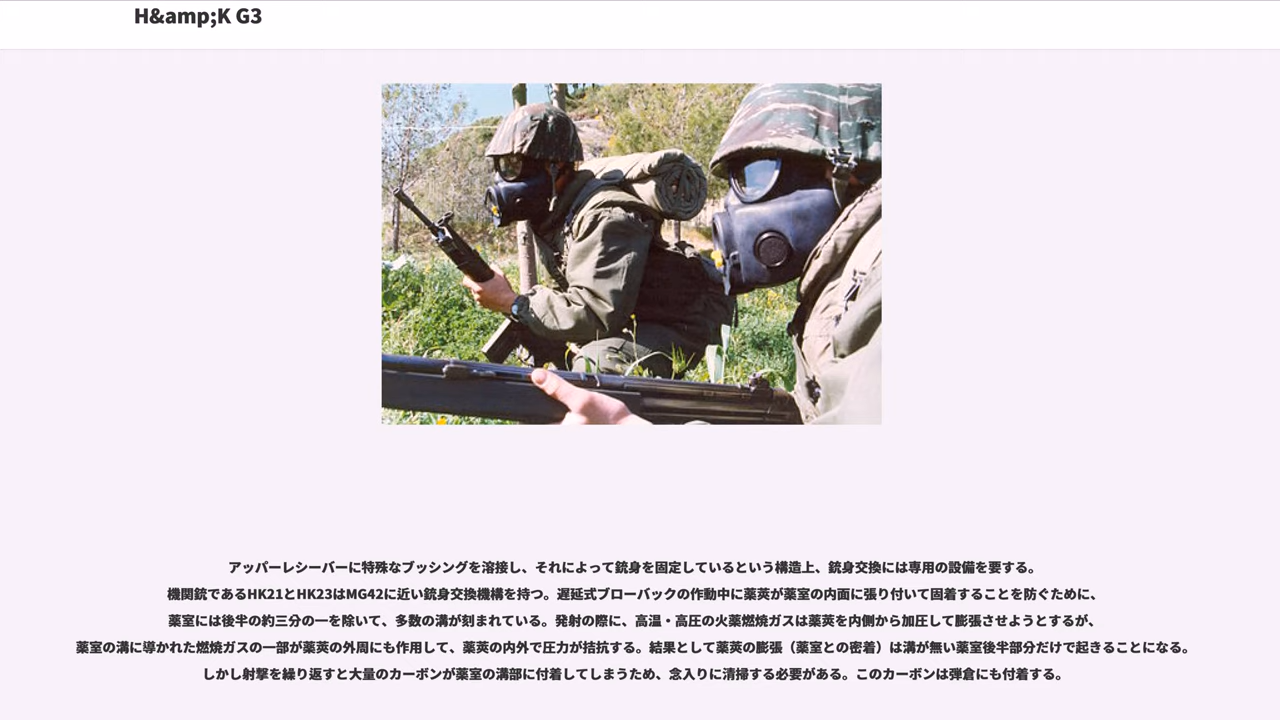 H&amp;K G3
アッパーレシーバーに特殊なブッシングを溶接し、それによって銃身を固定しているという構造上、銃身交換には専用の設備を要する。
機関銃であるHK21とHK23はMG42に近い銃身交換機構を持つ。遅延式ブローバックの作動中に薬莢が薬室の内面に張り付いて固着することを防ぐために、
薬室には後半の約三分の一を除いて、多数の溝が刻まれている。発射の際に、高温・高圧の火薬燃焼ガスは薬莢を内側から加圧して膨張させようとするが、
薬室の溝に導かれた燃焼ガスの一部が薬莢の外周にも作用して、薬莢の内外で圧力が拮抗する。結果として薬莢の膨張（薬室との密着）は溝が無い薬室後半部分だけで起きることになる。
しかし射撃を繰り返すと大量のカーボンが薬室の溝部に付着してしまうため、念入りに清掃する必要がある。このカーボンは弾倉にも付着する。